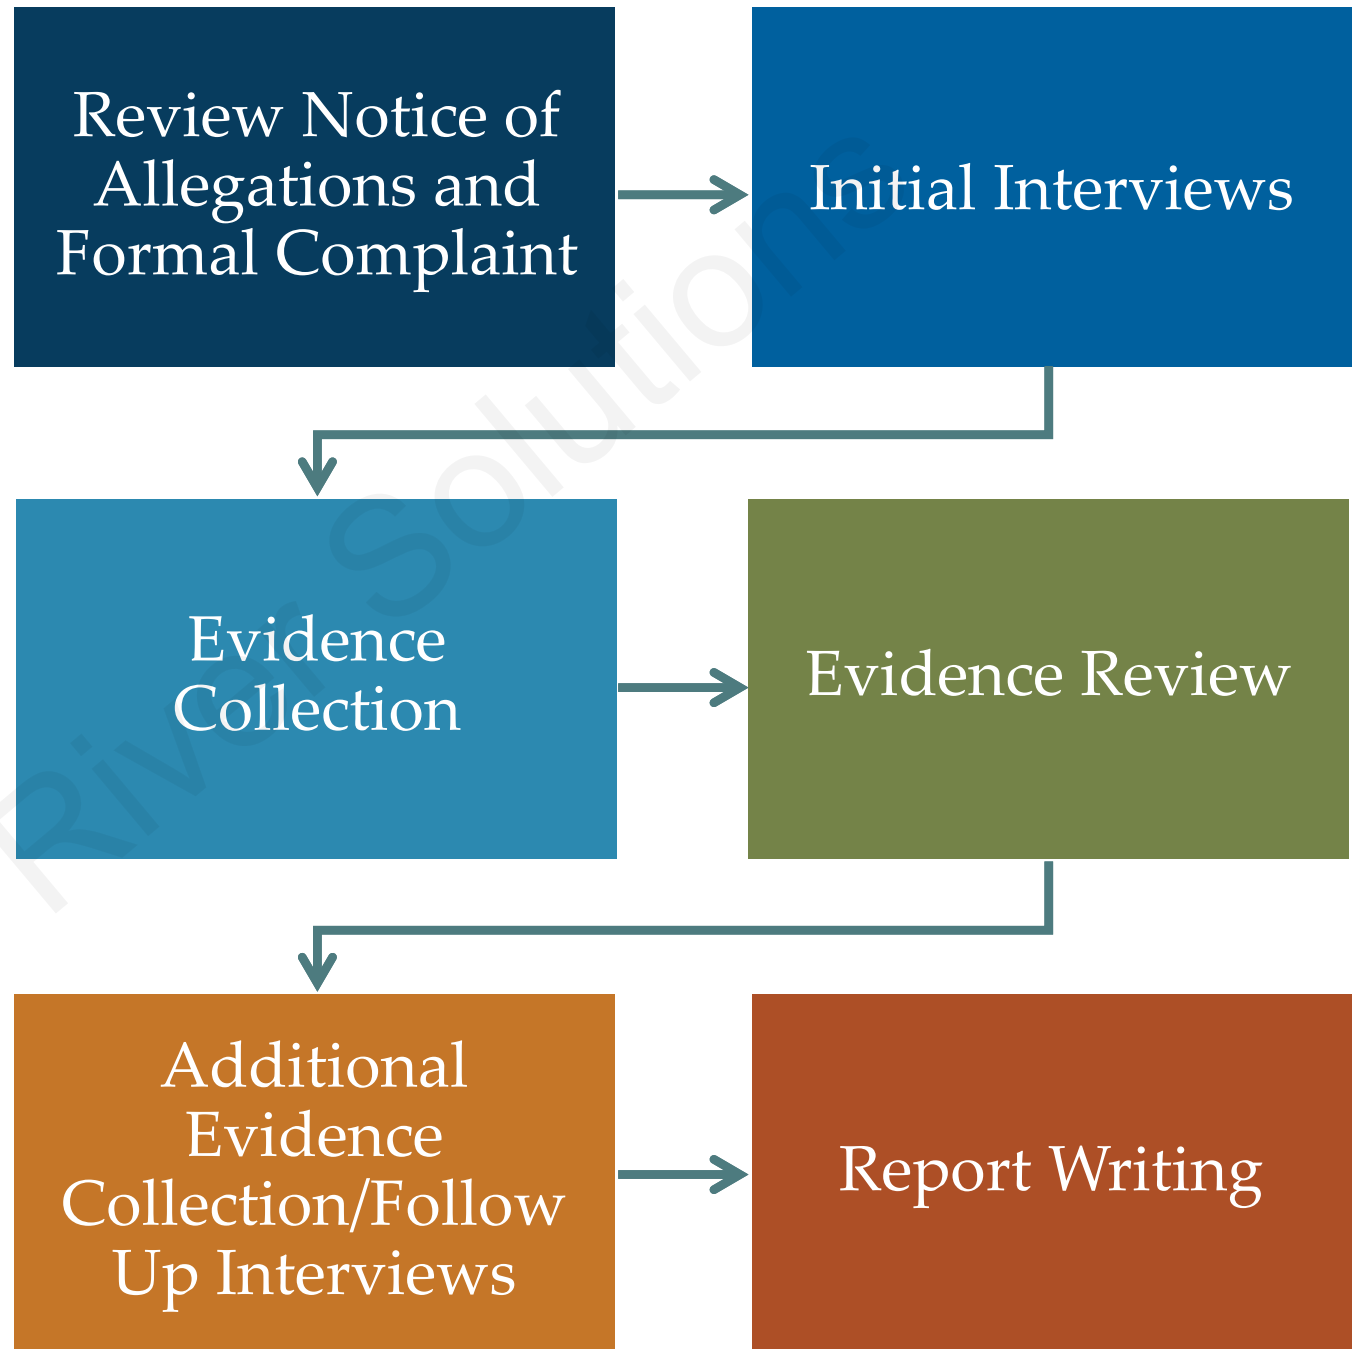 Review Notice of
Allegations and
Formal Complaint
Initial Interviews
Evidence
Collection
Evidence Review
Additional
Evidence
Collection/Follow
Up Interviews
Report Writing
River Solutions